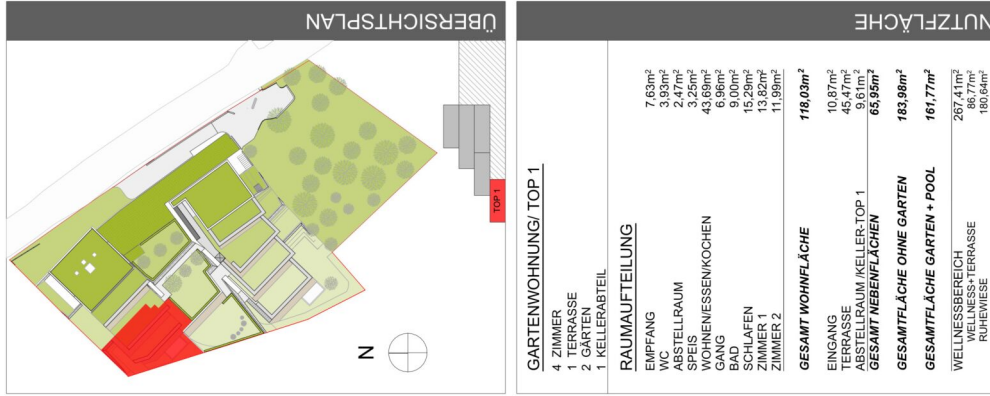 ÜBERSICHTSPLAN
N
TOP 1
NUTZFLÄCHE
GARTENWOHNUNG/ TOP 1
4 ZIMMER
1 TERRASSE
2 GÄRTEN
1 KELLERABTEIL
RAUMAUFTEILUNG
EMPFANG 7,63m²
WC 3,93m²
ABSTELLRAUM 2,47m²
SPEIS 3,25m²
WOHNEN/ESSEN/KOCHEN 43,69m²
GANG 6,96m²
BAD 9,00m²
SCHLAFEN 15,29m²
ZIMMER 1 13,82m²
ZIMMER 2 11,99m²
GESAMT WOHNFLÄCHE 118,03m²
EINGANG 10,87m²
TERRASSE 45,47m²
ABSTELLRAUM /KELLER-TOP 1 9,61m²
GESAMT NEBENFLÄCHEN 65,95m²
GESAMTFLÄCHE OHNE GARTEN 183,98m²
GESAMTFLÄCHE GARTEN + POOL 161,77m²
WELLNESSBEREICH 267,41m²
WELLNESS+TERRASSE 86,77m²
RUHEWIESE 180,64m²